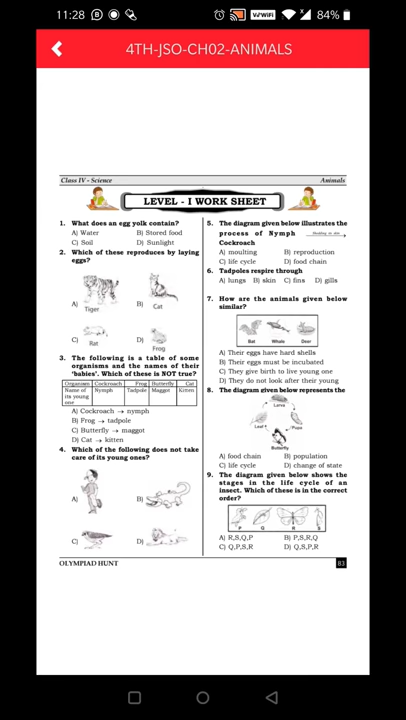 11:28
84%
VoWiFi
4TH-JSO-CH02-ANIMALS
Class IV - Science
Animals
LEVEL - I WORK SHEET
1. What does an egg yolk contain?
A) Water B) Stored food
C) Soil D) Sunlight
2. Which of these reproduces by laying
eggs?
A) Tiger B) Cat
C) Rat D) Frog
3. The following is a table of some
organisms and the names of their
'babies'. Which of these is NOT true?
Organism Cockroach Frog Butterfly Cat
Name of Nymph Tadpole Maggot Kitten
its young
one
A) Cockroach → nymph
B) Frog → tadpole
C) Butterfly → maggot
D) Cat → kitten
4. Which of the following does not take
care of its young ones?
A) B)
C) D)
5. The diagram given below illustrates the
process of Nymph Moulting its skin
Cockroach
A) moulting B) reproduction
C) life cycle D) food chain
6. Tadpoles respire through
A) lungs B) skin C) fins D) gills
7. How are the animals given below
similar?
Bat Whale Deer
A) Their eggs have hard shells
B) Their eggs must be incubated
C) They give birth to live young one
D) They do not look after their young
8. The diagram given below represents the
Larva
Leaf Pupa
Butterfly
A) food chain B) population
C) life cycle D) change of state
9. The diagram given below shows the
stages in the life cycle of an
insect. Which of these is in the correct
order?
P Q R S
A) R,S,Q,P B) P,S,R,Q
C) Q,P,S,R D) Q,S,P,R
OLYMPIAD HUNT
83